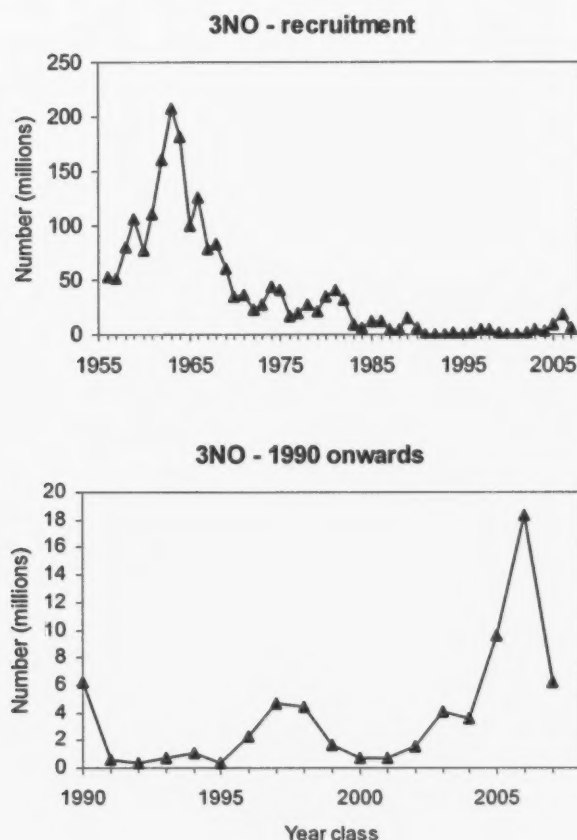 3NO - recruitment
Number (millions)
250
200
150
100
50
0
1955 1965 1975 1985 1995 2005
3NO - 1990 onwards
Number (millions)
20
18
16
14
12
10
8
6
4
2
0
1990 1995 2000 2005
Year class